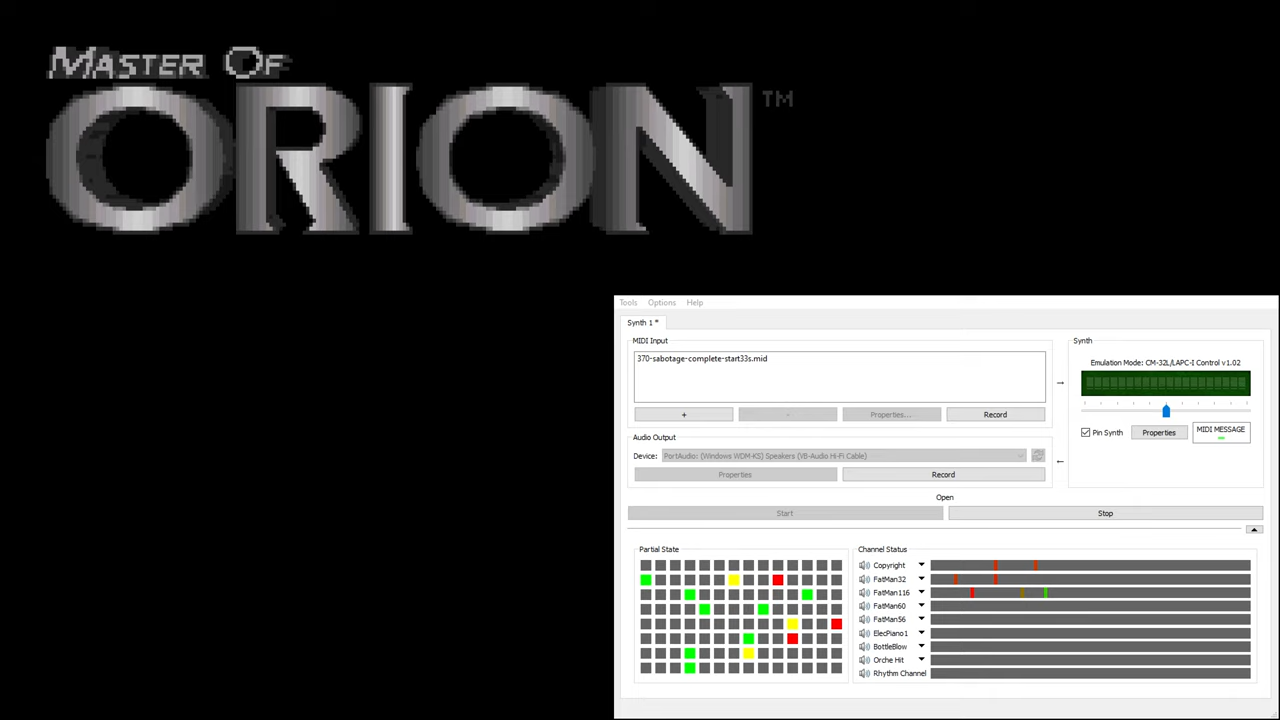 MASTER OF
ORION™
Tools Options Help
Synth 1 *
MIDI Input
370-sabotage-complete-start33s.mid
+ - Properties... Record
Audio Output
Device: PortAudio: (Windows WDM-KS) Speakers (VB-Audio Hi-Fi Cable)
Properties Record
Synth
Emulation Mode: CM-32L/LAPC-I Control v1.02
Pin Synth Properties MIDI MESSAGE
Open
Start Stop
Partial State
Channel Status
Copyright
FatMan32
FatMan116
FatMan60
FatMan56
ElecPiano1
BottleBlow
Orche Hit
Rhythm Channel